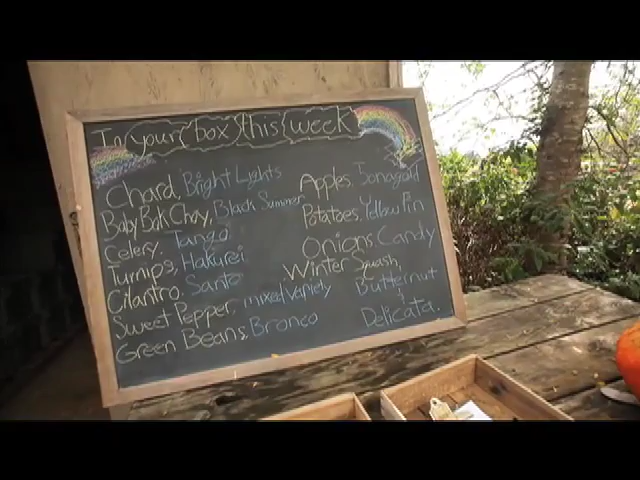 In your box this week
Chard, Bright Lights
Baby Bok Choy, Black Summer
Celery, Tango
Turnips, Hakurei
Cilantro, Santo
Sweet Pepper, mixed variety
Green Beans, Bronco
Apples, Jonagold
Potatoes, Yellow Fin
Onions, Candy
Winter Squash,
Butternut
&
Delicata.